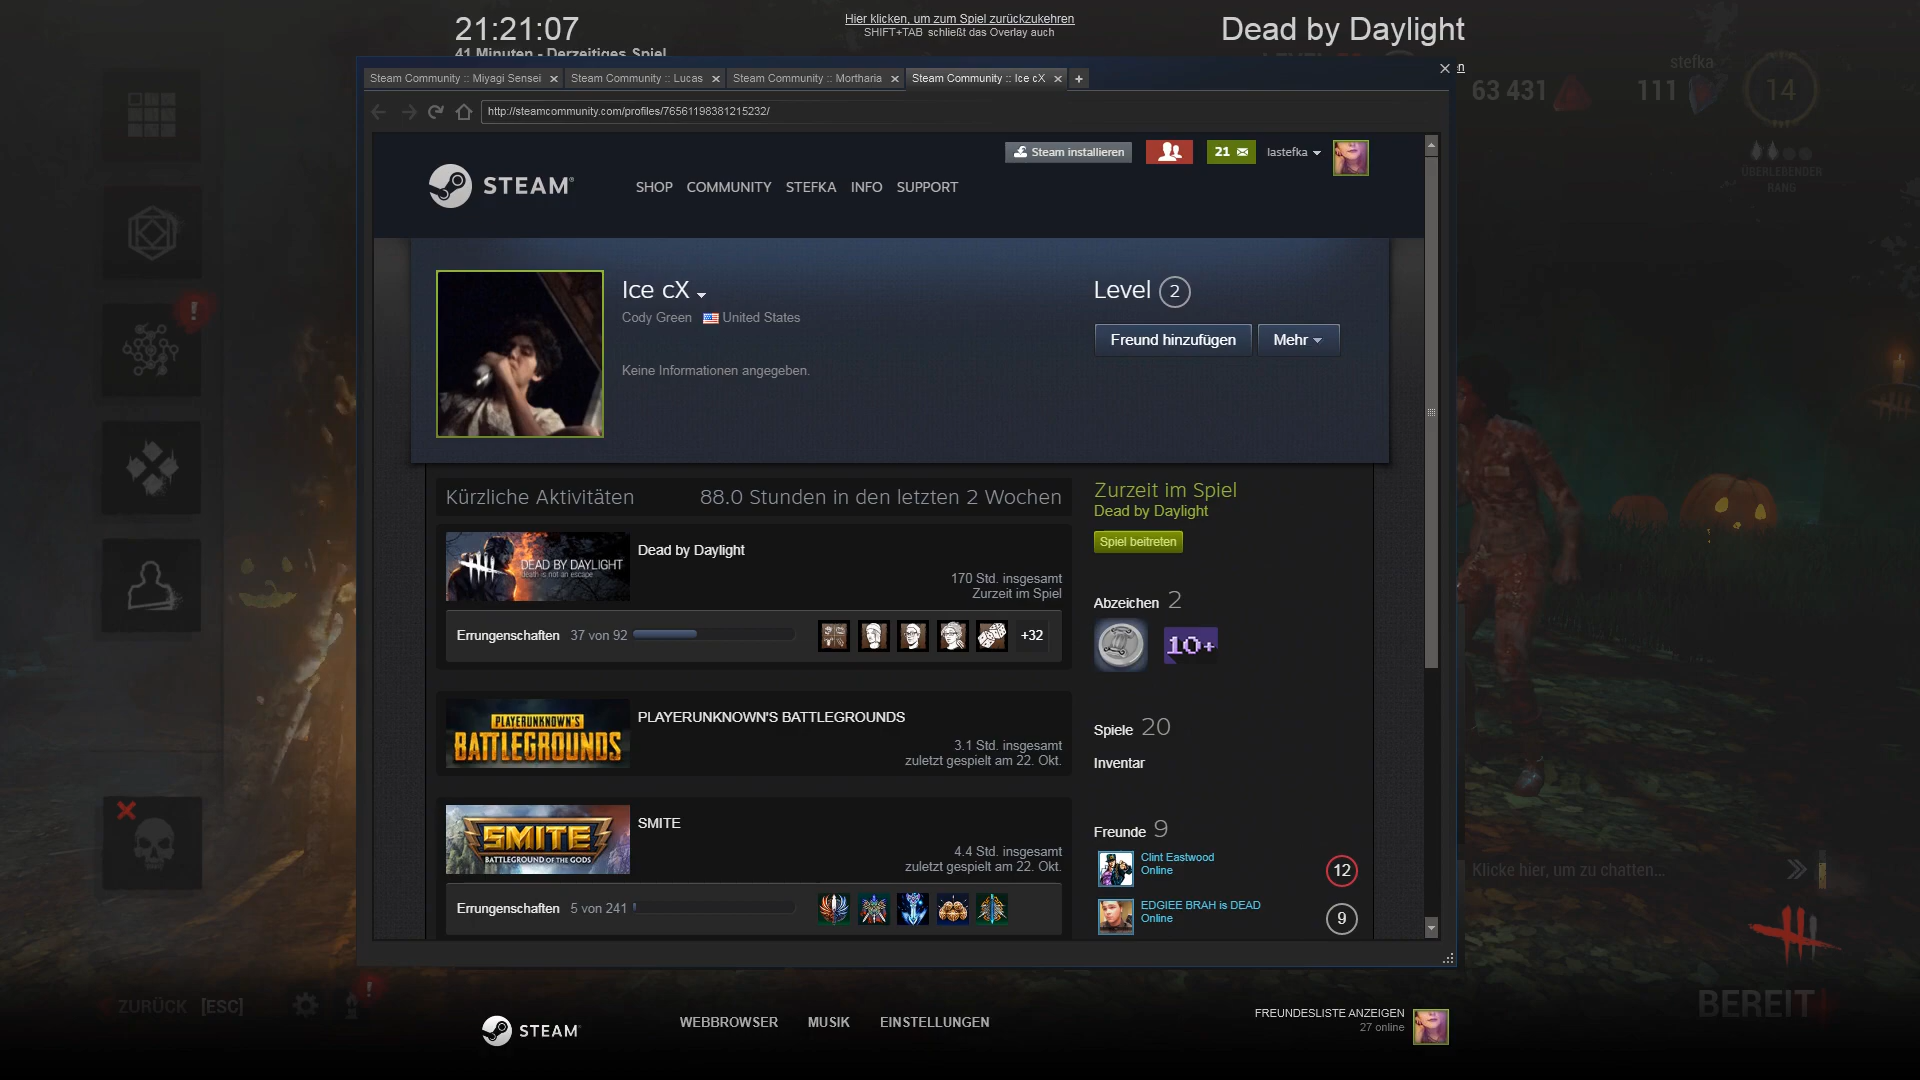 21:21:07
41 Minuten - Derzeitiges Spiel
Hier klicken, um zum Spiel zurückzukehren
SHIFT+TAB schließt das Overlay auch
Dead by Daylight
Steam Community :: Miyagi Sensei
Steam Community :: Lucas
Steam Community :: Mortharia
Steam Community :: Ice cX
+
http://steamcommunity.com/profiles/76561198381215232/
63 431
111
stefka
14
ÜBERLEBENDER
RANG
Steam installieren
21
lastefka
STEAM
SHOP
COMMUNITY
STEFKA
INFO
SUPPORT
Ice cX
Cody Green
United States
Keine Informationen angegeben.
Level 2
Freund hinzufügen
Mehr
Kürzliche Aktivitäten
88.0 Stunden in den letzten 2 Wochen
DEAD BY DAYLIGHT
death is not an escape
Dead by Daylight
170 Std. insgesamt
Zurzeit im Spiel
Errungenschaften 37 von 92
+32
PLAYERUNKNOWN'S
BATTLEGROUNDS
PLAYERUNKNOWN'S BATTLEGROUNDS
3.1 Std. insgesamt
zuletzt gespielt am 22. Okt.
SMITE
BATTLEGROUND OF THE GODS
SMITE
4.4 Std. insgesamt
zuletzt gespielt am 22. Okt.
Errungenschaften 5 von 241
Zurzeit im Spiel
Dead by Daylight
Spiel beitreten
Abzeichen 2
10+
Spiele 20
Inventar
Freunde 9
Clint Eastwood
Online
12
EDGIEE BRAH is DEAD
Online
9
Klicke hier, um zu chatten...
ZURÜCK [ESC]
BEREIT
STEAM
WEBBROWSER
MUSIK
EINSTELLUNGEN
FREUNDESLISTE ANZEIGEN
27 online